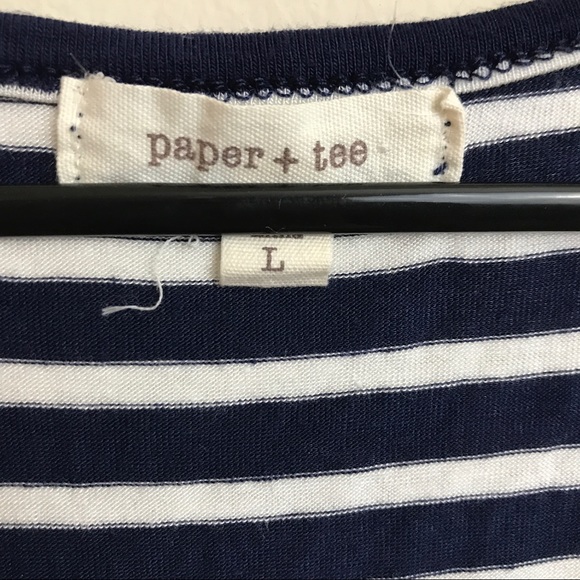 paper + tee
L